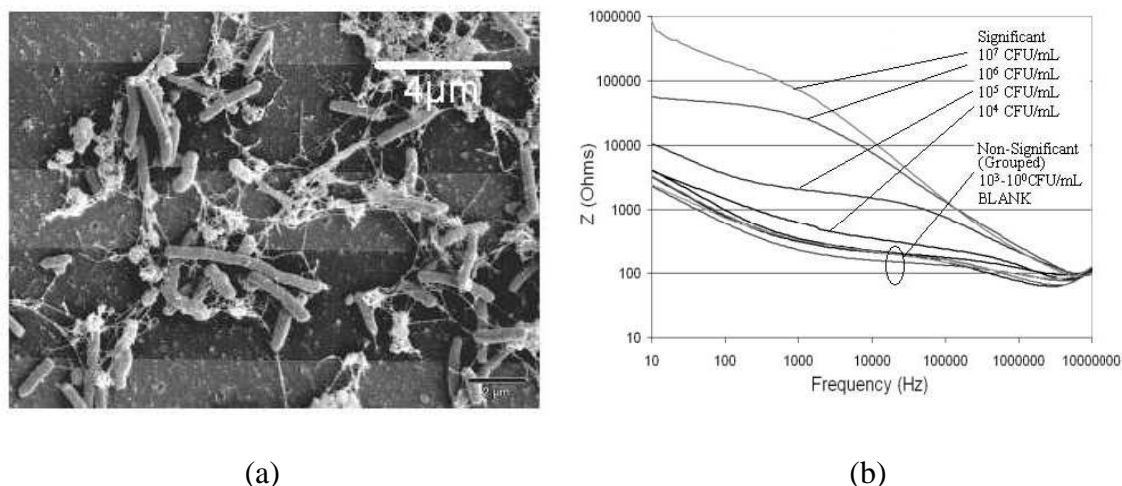 4μm
2 μm
(a)
1000000
100000
10000
1000
100
10
Z (Ohms)
10
100
1000
10000
100000
1000000
10000000
Frequency (Hz)
Significant
10⁷ CFU/mL
10⁶ CFU/mL
10⁵ CFU/mL
10⁴ CFU/mL
Non-Significant
(Grouped)
10³-10⁰CFU/mL
BLANK
(b)